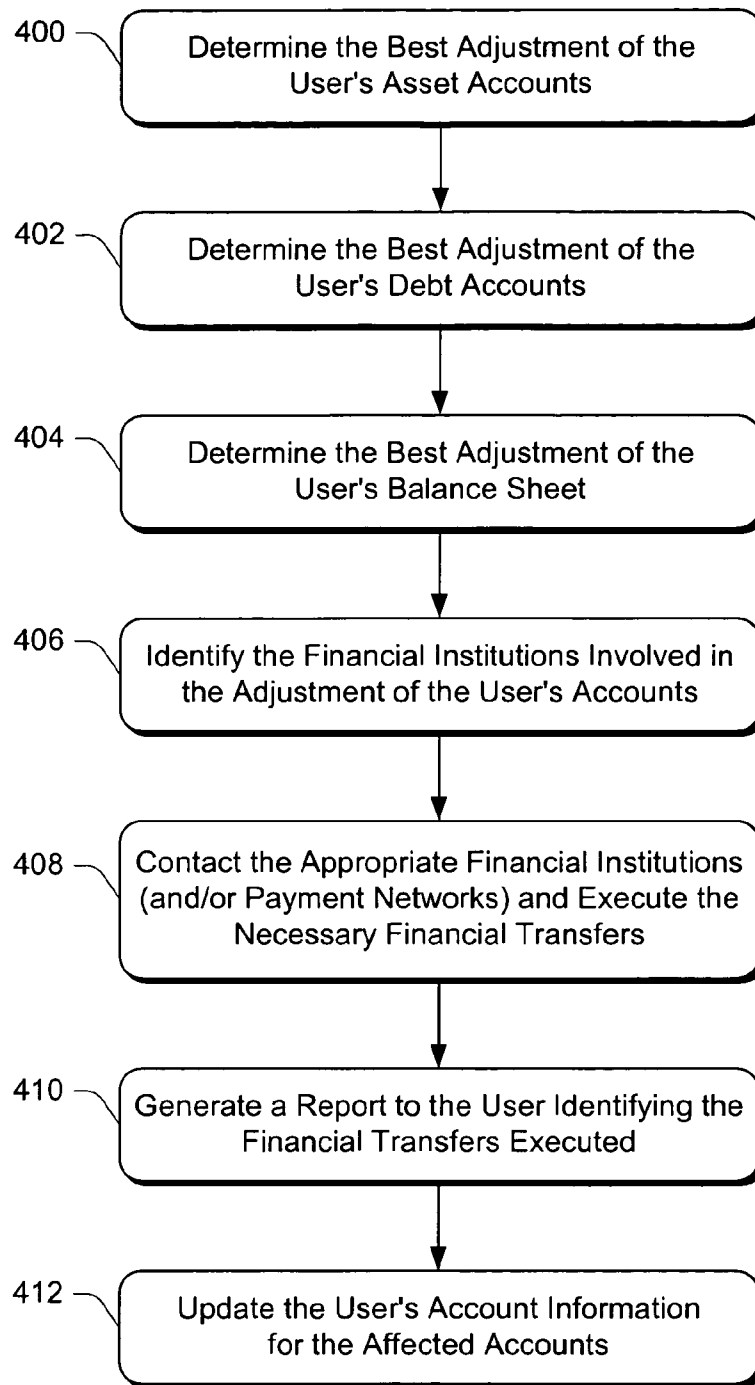 400
Determine the Best Adjustment of the
User's Asset Accounts
402
Determine the Best Adjustment of the
User's Debt Accounts
404
Determine the Best Adjustment of the
User's Balance Sheet
406
Identify the Financial Institutions Involved in
the Adjustment of the User's Accounts
408
Contact the Appropriate Financial Institutions
(and/or Payment Networks) and Execute the
Necessary Financial Transfers
410
Generate a Report to the User Identifying the
Financial Transfers Executed
412
Update the User's Account Information
for the Affected Accounts